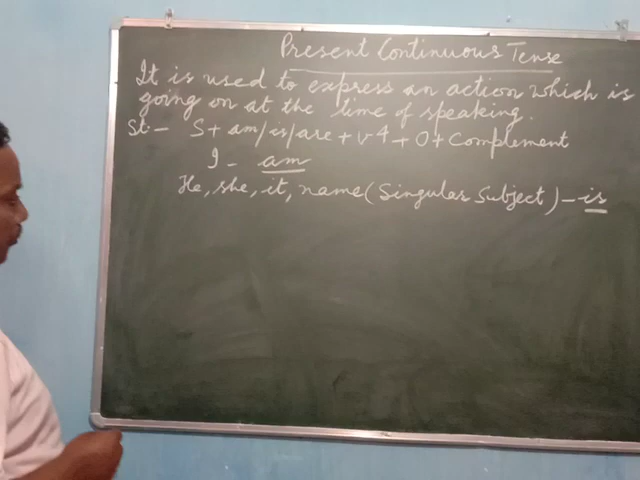 Present Continuous Tense
It is used to express an action which is
going on at the time of speaking.
St:- S+ am/is/are + v4 + O + Complement
I - am
He, she, it, name (Singular Subject) - is